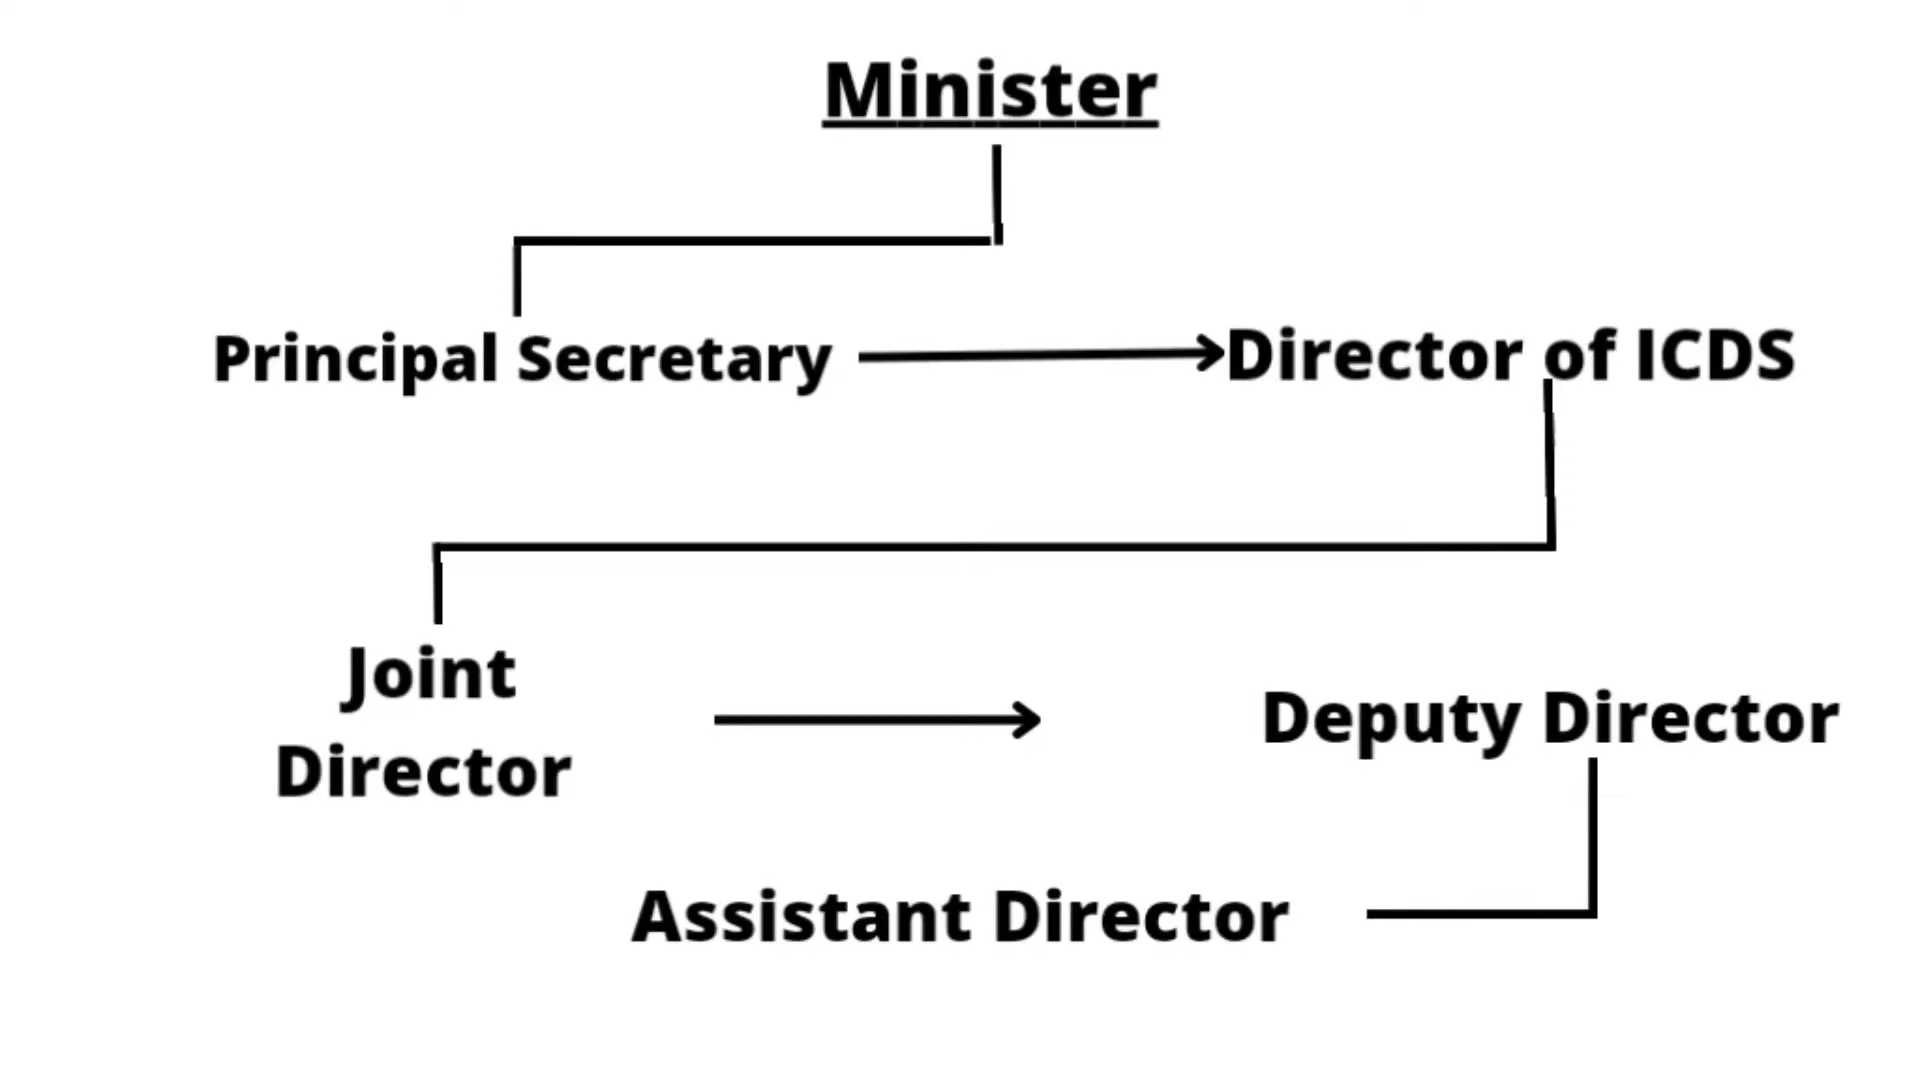 Minister
Principal Secretary
Director of ICDS
Joint
Director
Deputy Director
Assistant Director